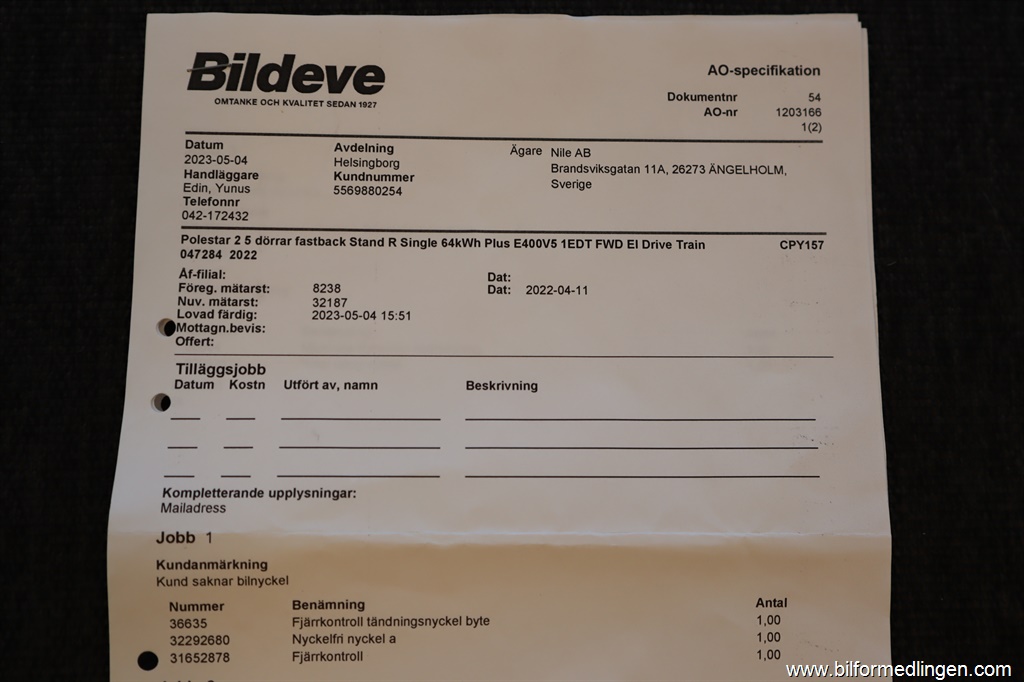 Bildeve
OMTANKE OCH KVALITET SEDAN 1927
AO-specifikation
Dokumentnr 54
AO-nr 1203166
1(2)
Datum Avdelning Ägare Nile AB
2023-05-04 Helsingborg Brandsviksgatan 11A, 26273 ÄNGELHOLM,
Handläggare Kundnummer Sverige
Edin, Yunus 5569880254
Telefonnr
042-172432
Polestar 2 5 dörrar fastback Stand R Single 64kWh Plus E400V5 1EDT FWD El Drive Train CPY157
047284 2022
Åf-filial: Dat:
Föreg. mätarst: 8238 Dat: 2022-04-11
Nuv. mätarst: 32187
Lovad färdig: 2023-05-04 15:51
Mottagn.bevis:
Offert:
Tilläggsjobb
Datum Kostn Utfört av, namn Beskrivning
Kompletterande upplysningar:
Mailadress
Jobb 1
Kundanmärkning
Kund saknar bilnyckel
Nummer Benämning Antal
36635 Fjärrkontroll tändningsnyckel byte 1,00
32292680 Nyckelfri nyckel a 1,00
31652878 Fjärrkontroll 1,00
www.bilformedlingen.com